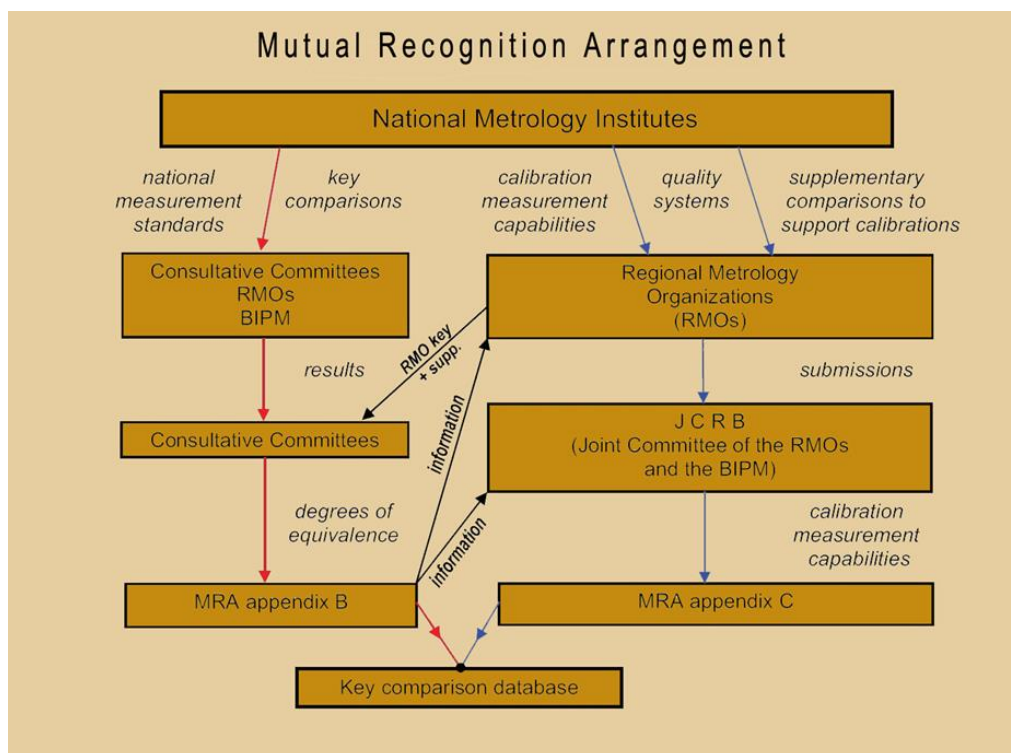 Mutual Recognition Arrangement
National Metrology Institutes
national
measurement
standards
key
comparisons
calibration
measurement
capabilities
quality
systems
supplementary
comparisons to
support calibrations
Consultative Committees
RMOs
BIPM
Regional Metrology
Organizations
(RMOs)
RMO key
+ supp.
results
submissions
Consultative Committees
information
J C R B
(Joint Committee of the RMOs
and the BIPM)
degrees of
equivalence
information
calibration
measurement
capabilities
MRA appendix B
MRA appendix C
Key comparison database